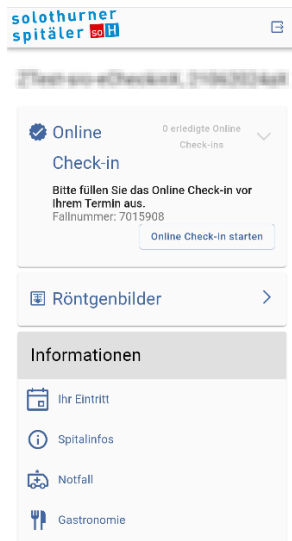 solothurner
spitäler soH
Online
Check-in
0 erledigte Online
Check-ins
Bitte füllen Sie das Online Check-in vor
Ihrem Termin aus.
Fallnummer: 7015908
Online Check-in starten
Röntgenbilder
Informationen
Ihr Eintritt
Spitalinfos
Notfall
Gastronomie